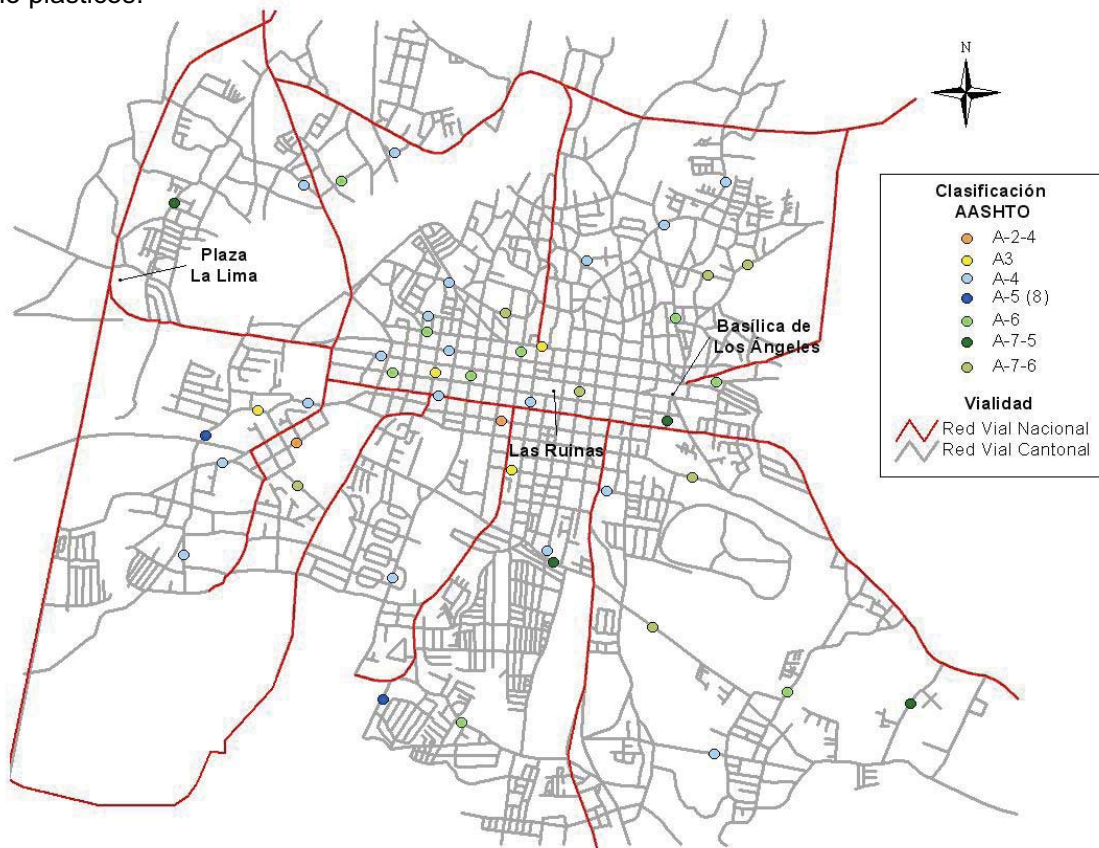 no plásticos.
N
Clasificación
AASHTO
A-2-4
A3
A-4
A-5 (8)
A-6
A-7-5
A-7-6
Vialidad
Red Vial Nacional
Red Vial Cantonal
Plaza
La Lima
Basílica de
Los Ángeles
Las Ruinas